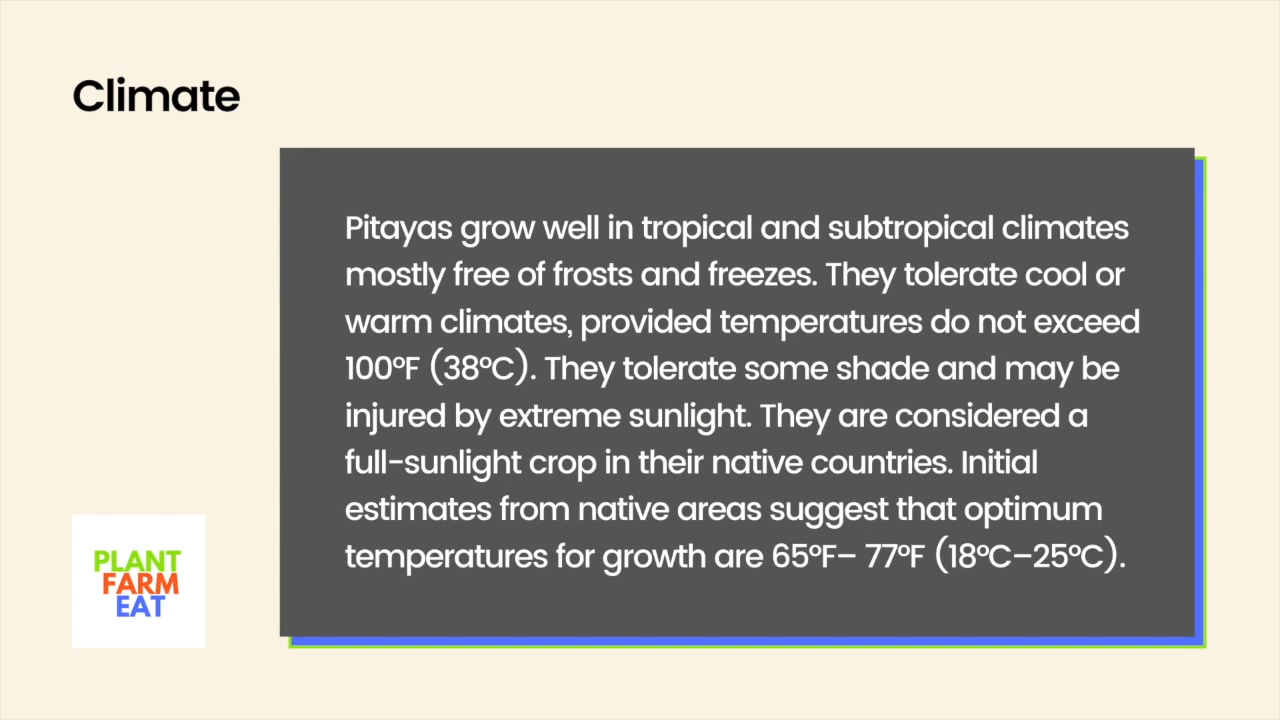 Climate
Pitayas grow well in tropical and subtropical climates
mostly free of frosts and freezes. They tolerate cool or
warm climates, provided temperatures do not exceed
100ºF (38ºC). They tolerate some shade and may be
injured by extreme sunlight. They are considered a
full-sunlight crop in their native countries. Initial
estimates from native areas suggest that optimum
temperatures for growth are 65ºF– 77ºF (18ºC–25ºC).
PLANT
FARM
EAT